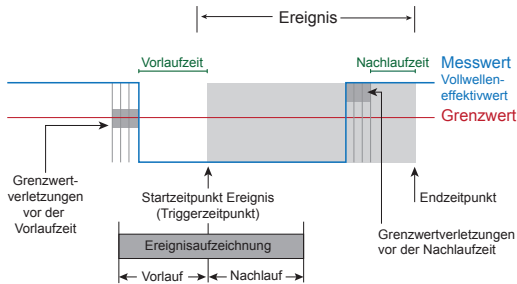 Ereignis
Vorlaufzeit
Nachlaufzeit
Messwert
Vollwellen-
effektivwert
Grenzwert
Grenzwert-
verletzungen
vor der
Vorlaufzeit
Startzeitpunkt Ereignis
(Triggerzeitpunkt)
Endzeitpunkt
Grenzwertverletzungen
vor der Nachlaufzeit
Ereignisaufzeichnung
Vorlauf
Nachlauf